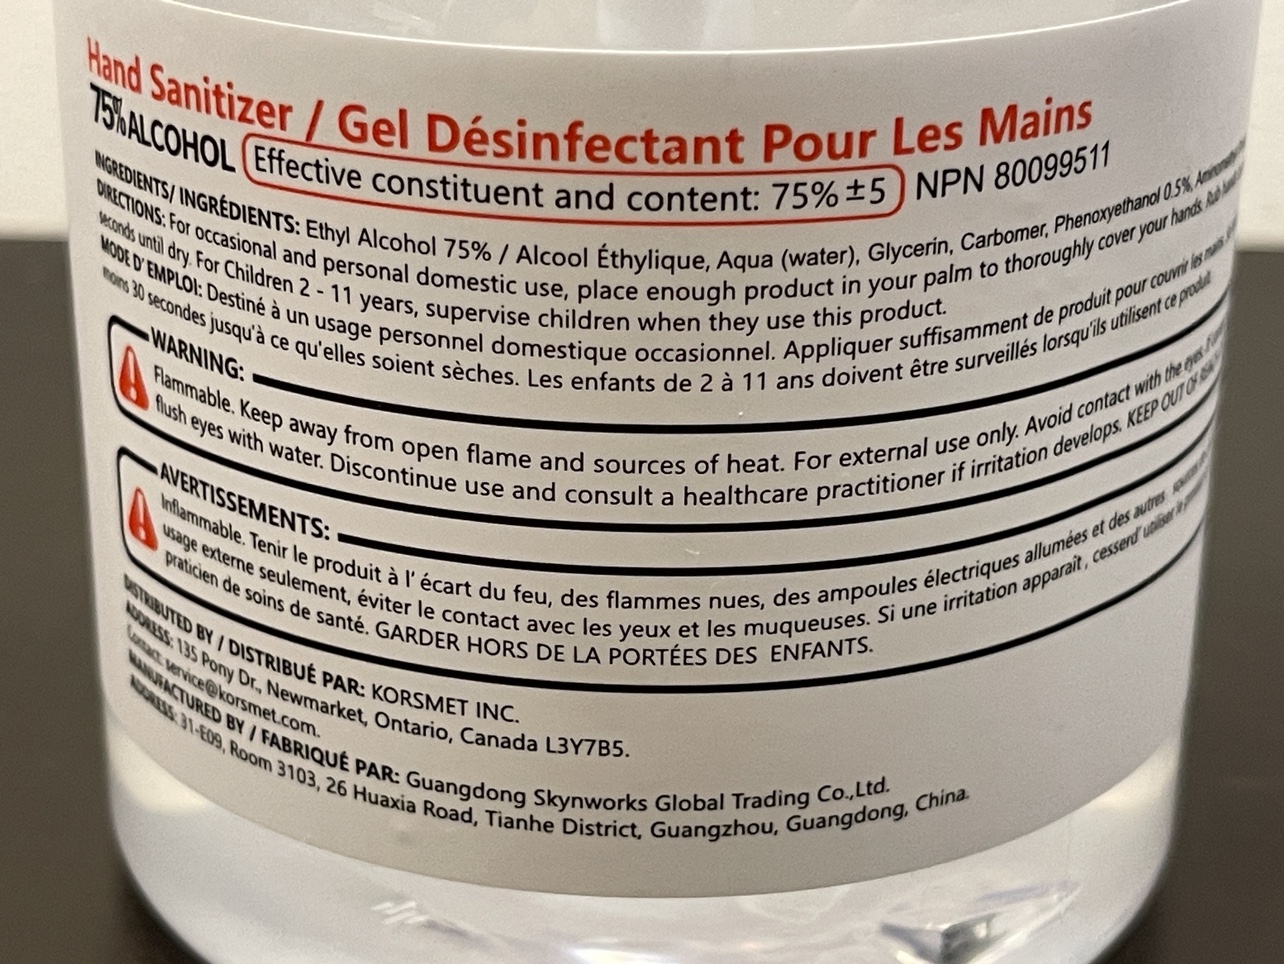 Hand Sanitizer / Gel Désinfectant Pour Les Mains
75%ALCOHOL Effective constituent and content: 75% ±5 NPN 80099511
INGREDIENTS/ INGRÉDIENTS: Ethyl Alcohol 75% / Alcool Éthylique, Aqua (water), Glycerin, Carbomer, Phenoxyethanol 0.5%,
DIRECTIONS: For occasional and personal domestic use, place enough product in your palm to thoroughly cover your hands. Rub
seconds until dry. For Children 2 - 11 years, supervise children when they use this product.
MODE D' EMPLOI: Destiné à un usage personnel domestique occasionnel. Appliquer suffisamment de produit pour couvrir les mains.
moins 30 secondes jusqu'à ce qu'elles soient sèches. Les enfants de 2 à 11 ans doivent être surveillés lorsqu'ils utilisent ce produit.
WARNING:
Flammable. Keep away from open flame and sources of heat. For external use only. Avoid contact with the eyes.
flush eyes with water. Discontinue use and consult a healthcare practitioner if irritation develops. KEEP OUT OF
AVERTISSEMENTS:
Inflammable. Tenir le produit à l' écart du feu, des flammes nues, des ampoules électriques allumées et des autres
usage externe seulement, éviter le contact avec les yeux et les muqueuses. Si une irritation apparaît, cesserd' utiliser le
praticien de soins de santé. GARDER HORS DE LA PORTÉES DES ENFANTS.
DISTRIBUTED BY / DISTRIBUÉ PAR: KORSMET INC.
ADDRESS: 135 Pony Dr., Newmarket, Ontario, Canada L3Y7B5.
Contact: service@korsmet.com.
MANUFACTURED BY / FABRIQUÉ PAR: Guangdong Skynworks Global Trading Co.,Ltd.
ADDRESS: 31-E09, Room 3103, 26 Huaxia Road, Tianhe District, Guangzhou, Guangdong, China.